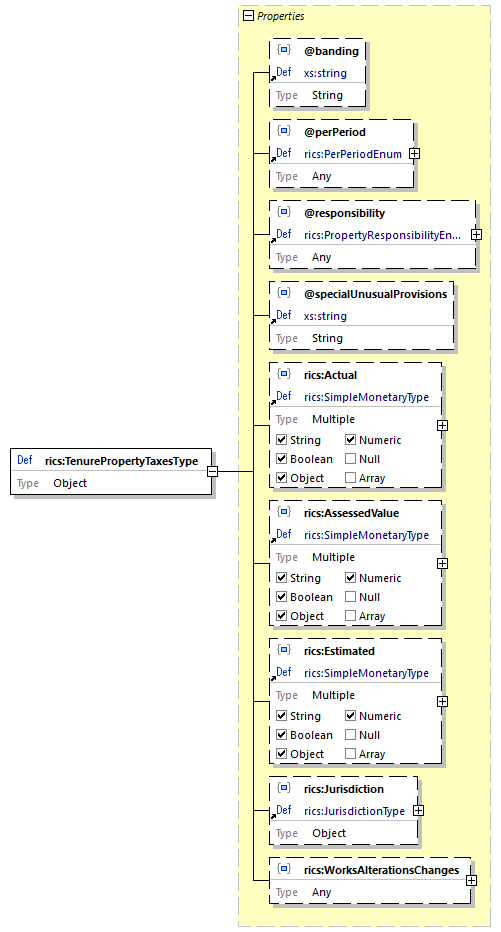 Properties
@banding
Def xs:string
Type String
@perPeriod
Def rics:PerPeriodEnum
Type Any
@responsibility
Def rics:PropertyResponsibilityEn...
Type Any
@specialUnusualProvisions
Def xs:string
Type String
rics:Actual
Def rics:SimpleMonetaryType
Type Multiple
String Numeric
Boolean Null
Object Array
Def rics:TenurePropertyTaxesType
Type Object
rics:AssessedValue
Def rics:SimpleMonetaryType
Type Multiple
String Numeric
Boolean Null
Object Array
rics:Estimated
Def rics:SimpleMonetaryType
Type Multiple
String Numeric
Boolean Null
Object Array
rics:Jurisdiction
Def rics:JurisdictionType
Type Object
rics:WorksAlterationsChanges
Type Any